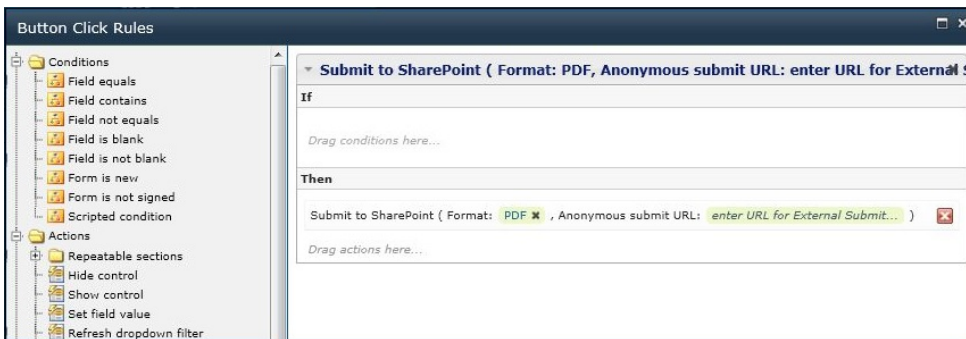 Button Click Rules
Conditions
Field equals
Field contains
Field not equals
Field is blank
Field is not blank
Form is new
Form is not signed
Scripted condition
Actions
Repeatable sections
Hide control
Show control
Set field value
Refresh dropdown filter
Submit to SharePoint ( Format: PDF, Anonymous submit URL: enter URL for External S
If
Drag conditions here...
Then
Submit to SharePoint ( Format: PDF ✖ , Anonymous submit URL: enter URL for External Submit... )
Drag actions here...